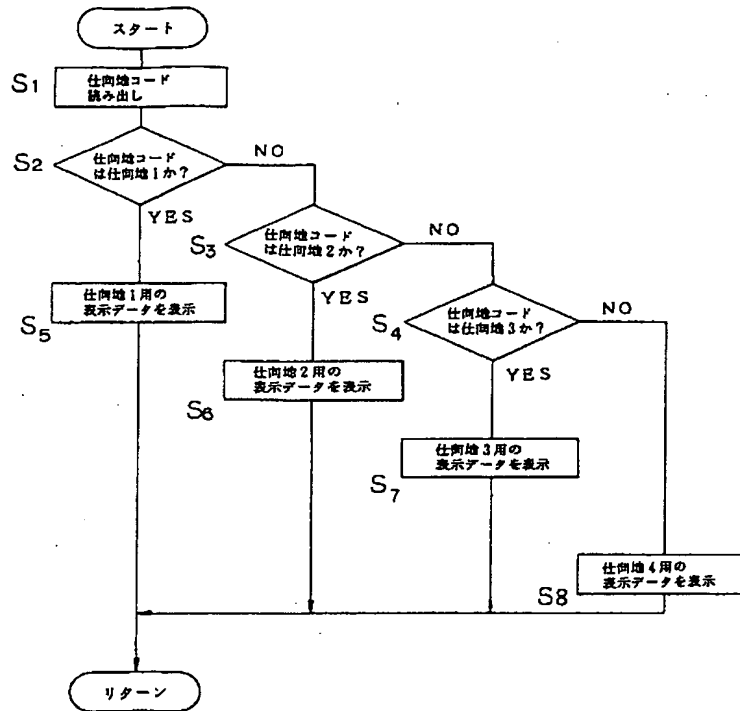 スタート
S1
仕向地コード
読み出し
S2
仕向地コード
は仕向地1か?
NO
YES
S3
仕向地コード
は仕向地2か?
NO
YES
S4
仕向地コード
は仕向地3か?
NO
YES
S5
仕向地1用の
表示データを表示
S6
仕向地2用の
表示データを表示
S7
仕向地3用の
表示データを表示
S8
仕向地4用の
表示データを表示
リターン